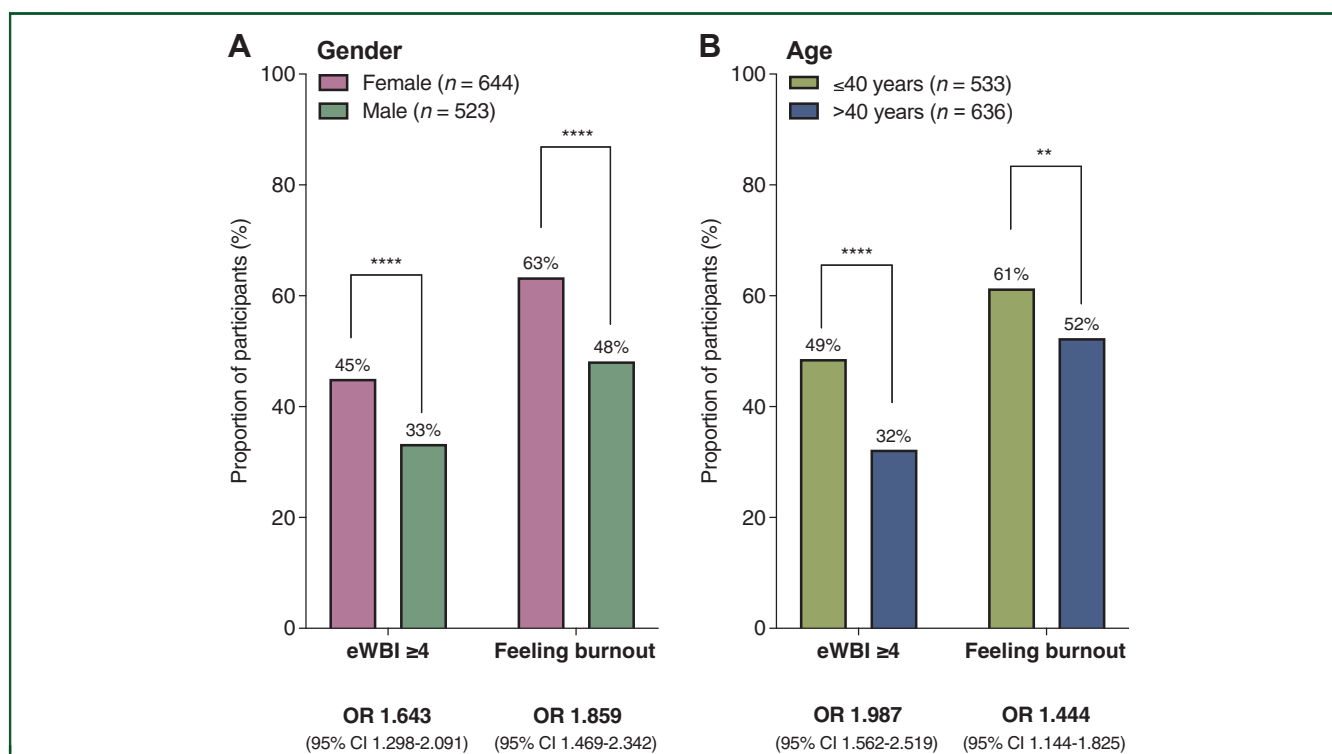 A Gender
Female (n = 644)
Male (n = 523)
Proportion of participants (%)
100
80
60
40
20
0
****
****
45%
33%
63%
48%
eWBI ≥4
Feeling burnout
OR 1.643
(95% CI 1.298-2.091)
OR 1.859
(95% CI 1.469-2.342)
B Age
≤40 years (n = 533)
>40 years (n = 636)
Proportion of participants (%)
100
80
60
40
20
0
****
**
49%
32%
61%
52%
eWBI ≥4
Feeling burnout
OR 1.987
(95% CI 1.562-2.519)
OR 1.444
(95% CI 1.144-1.825)